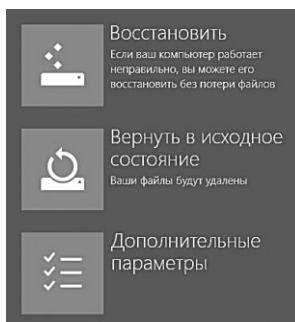 Восстановить
Если ваш компьютер работает
неправильно, вы можете его
восстановить без потери файлов
Вернуть в исходное
состояние
Ваши файлы будут удалены
Дополнительные
параметры